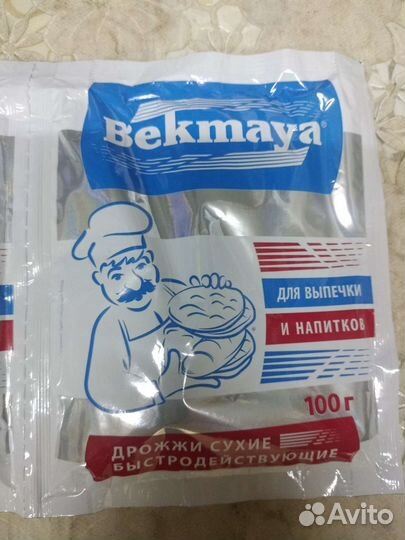 Bekmaya®
ДЛЯ ВЫПЕЧКИ
И НАПИТКОВ
100 г
ДРОЖЖИ СУХИЕ
БЫСТРОДЕЙСТВУЮЩИЕ
Avito